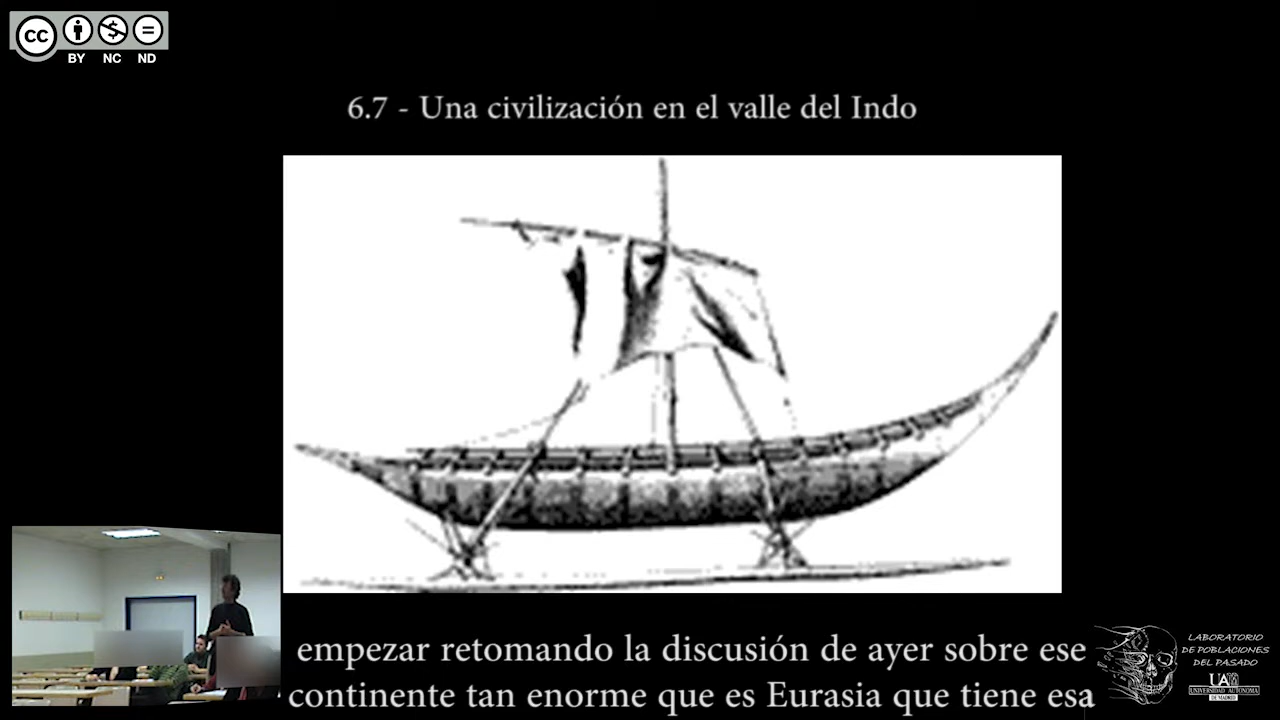 cc
BY NC ND
6.7 - Una civilización en el valle del Indo
empezar retomando la discusión de ayer sobre ese
continente tan enorme que es Eurasia que tiene esa
LABORATORIO
DE POBLACIONES
DEL PASADO
UAM
UNIVERSIDAD AUTONOMA
DE MADRID